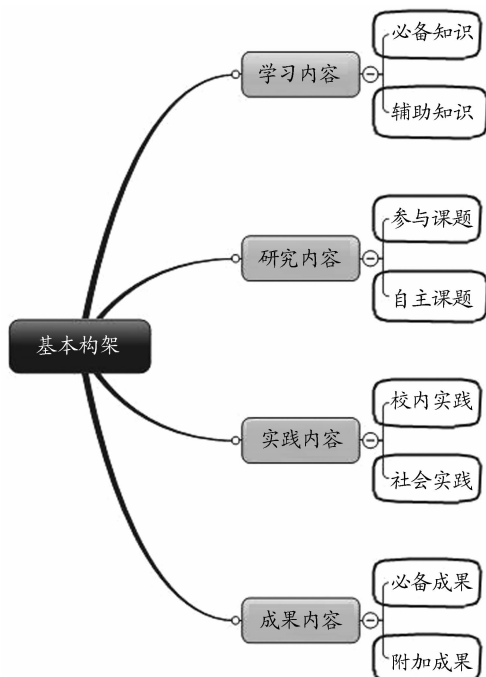 基本构架
学习内容
必备知识
辅助知识
研究内容
参与课题
自主课题
实践内容
校内实践
社会实践
成果内容
必备成果
附加成果